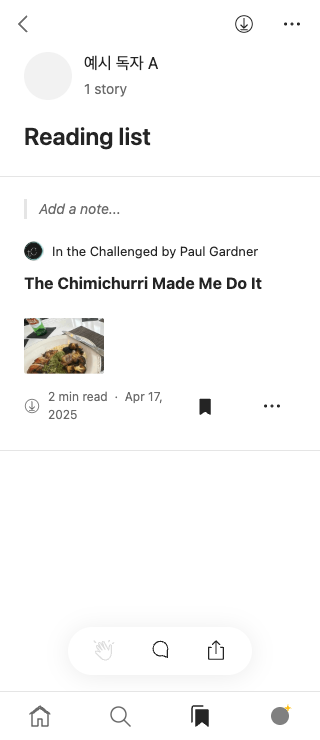 예시 독자 A
1 story
Reading list
Add a note...
In the Challenged by Paul Gardner
The Chimichurri Made Me Do It
2 min read · Apr 17,
2025